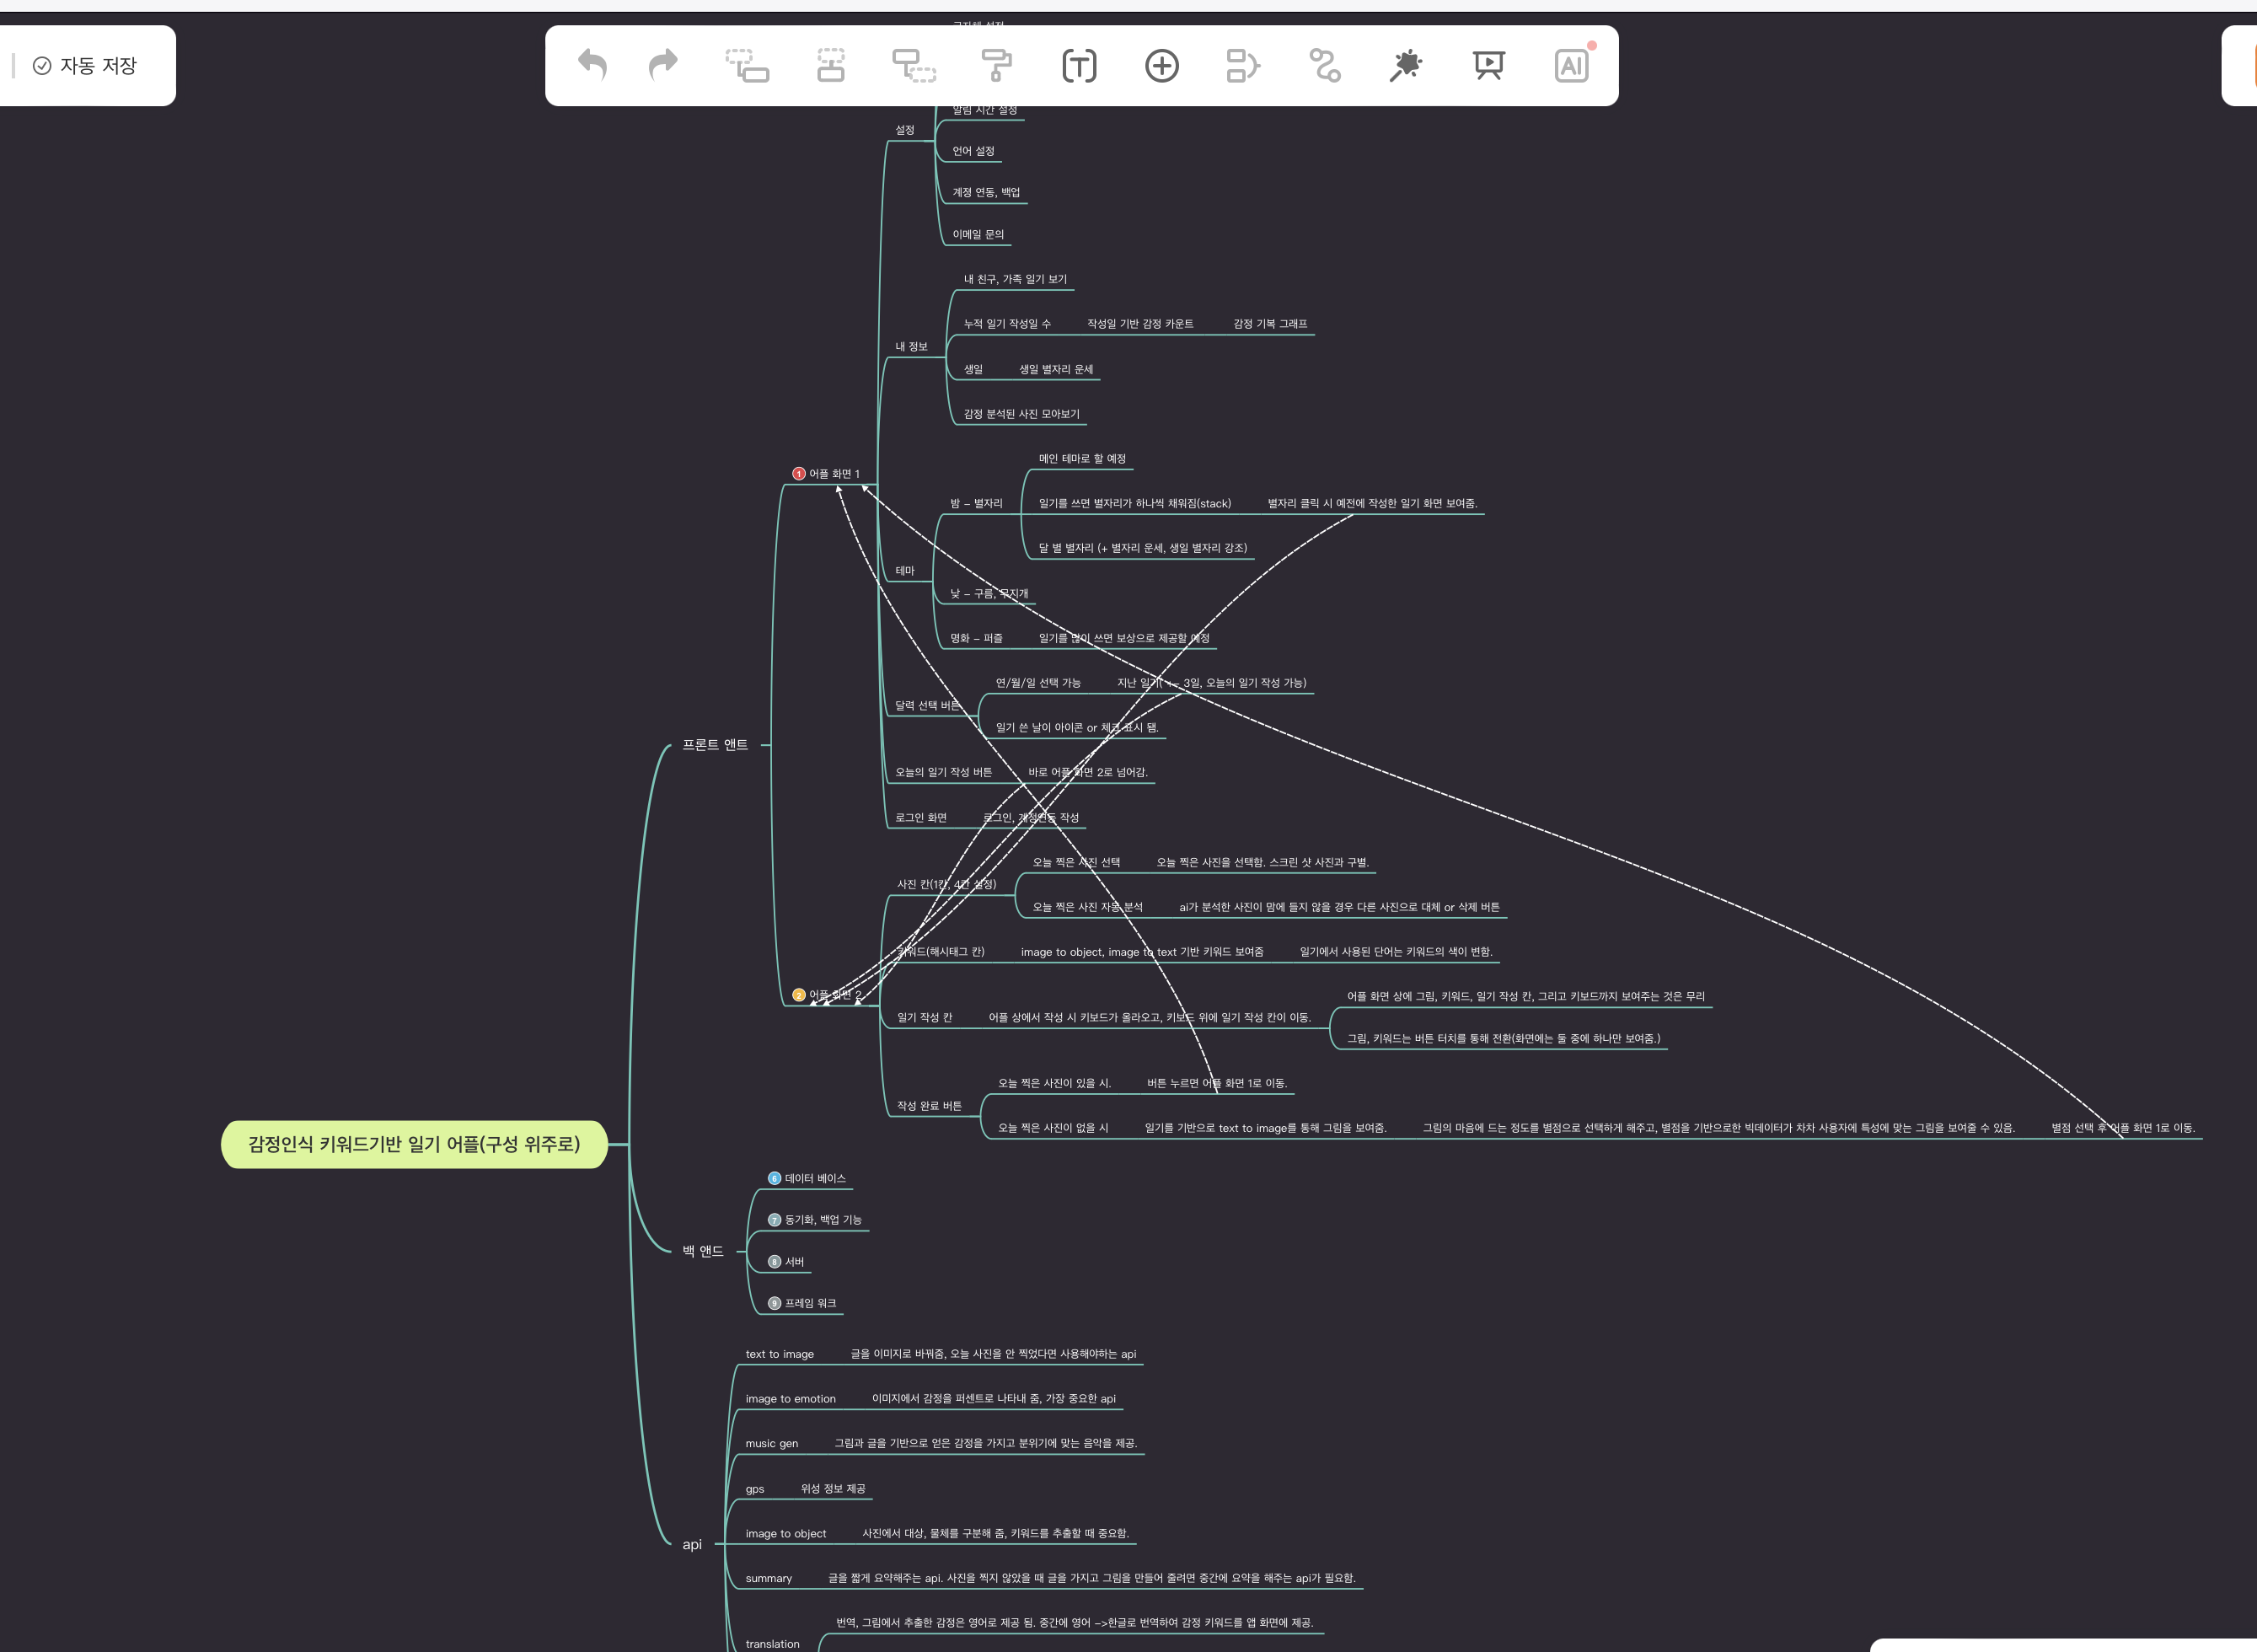 자동 저장
AI
알림 시간 설정
설정
언어 설정
계정 연동, 백업
이메일 문의
내 친구, 가족 일기 보기
누적 일기 작성일 수 작성일 기반 감정 카운트 감정 기복 그래프
내 정보
생일 생일 별자리 운세
감정 분석된 사진 모아보기
1 어플 화면 1
메인 테마로 할 예정
밤 - 별자리 일기를 쓰면 별자리가 하나씩 채워짐(stack) 별자리 클릭 시 예전에 작성한 일기 화면 보여줌.
달 별 별자리 (+ 별자리 운세, 생일 별자리 강조)
테마
낮 - 구름, 무지개
명화 - 퍼즐 일기를 많이 쓰면 보상으로 제공할 예정
연/월/일 선택 가능 지난 일기( <- 3일, 오늘의 일기 작성 가능)
달력 선택 버튼
일기 쓴 날이 아이콘 or 체크 표시 됌.
프론트 앤트
오늘의 일기 작성 버튼 바로 어플 화면 2로 넘어감.
로그인 화면 로그인, 계정연동 작성
오늘 찍은 사진 선택 오늘 찍은 사진을 선택함. 스크린 샷 사진과 구별.
사진 칸(1칸, 4칸 설정)
오늘 찍은 사진 자동 분석 ai가 분석한 사진이 맘에 들지 않을 경우 다른 사진으로 대체 or 삭제 버튼
키워드(해시태그 칸) image to object, image to text 기반 키워드 보여줌 일기에서 사용된 단어는 키워드의 색이 변함.
2 어플 화면 2
어플 화면 상에 그림, 키워드, 일기 작성 칸, 그리고 키보드까지 보여주는 것은 무리
일기 작성 칸 어플 상에서 작성 시 키보드가 올라오고, 키보드 위에 일기 작성 칸이 이동.
그림, 키워드는 버튼 터치를 통해 전환(화면에는 둘 중에 하나만 보여줌.)
오늘 찍은 사진이 있을 시. 버튼 누르면 어플 화면 1로 이동.
작성 완료 버튼
오늘 찍은 사진이 없을 시 일기를 기반으로 text to image를 통해 그림을 보여줌. 그림의 마음에 드는 정도를 별점으로 선택하게 해주고, 별점을 기반으로한 빅데이터가 차차 사용자에 특성에 맞는 그림을 보여줄 수 있음. 별점 선택 후 어플 화면 1로 이동.
감정인식 키워드기반 일기 어플(구성 위주로)
6 데이터 베이스
7 동기화, 백업 기능
백 앤드
8 서버
9 프레임 워크
text to image 글을 이미지로 바꿔줌, 오늘 사진을 안 찍었다면 사용해야하는 api
image to emotion 이미지에서 감정을 퍼센트로 나타내 줌, 가장 중요한 api
music gen 그림과 글을 기반으로 얻은 감정을 가지고 분위기에 맞는 음악을 제공.
gps 위성 정보 제공
image to object 사진에서 대상, 물체를 구분해 줌, 키워드를 추출할 때 중요함.
api
summary 글을 짧게 요약해주는 api. 사진을 찍지 않았을 때 글을 가지고 그림을 만들어 줄려면 중간에 요약을 해주는 api가 필요함.
번역, 그림에서 추출한 감정은 영어로 제공 됨. 중간에 영어 ->한글로 번역하여 감정 키워드를 앱 화면에 제공.
translation